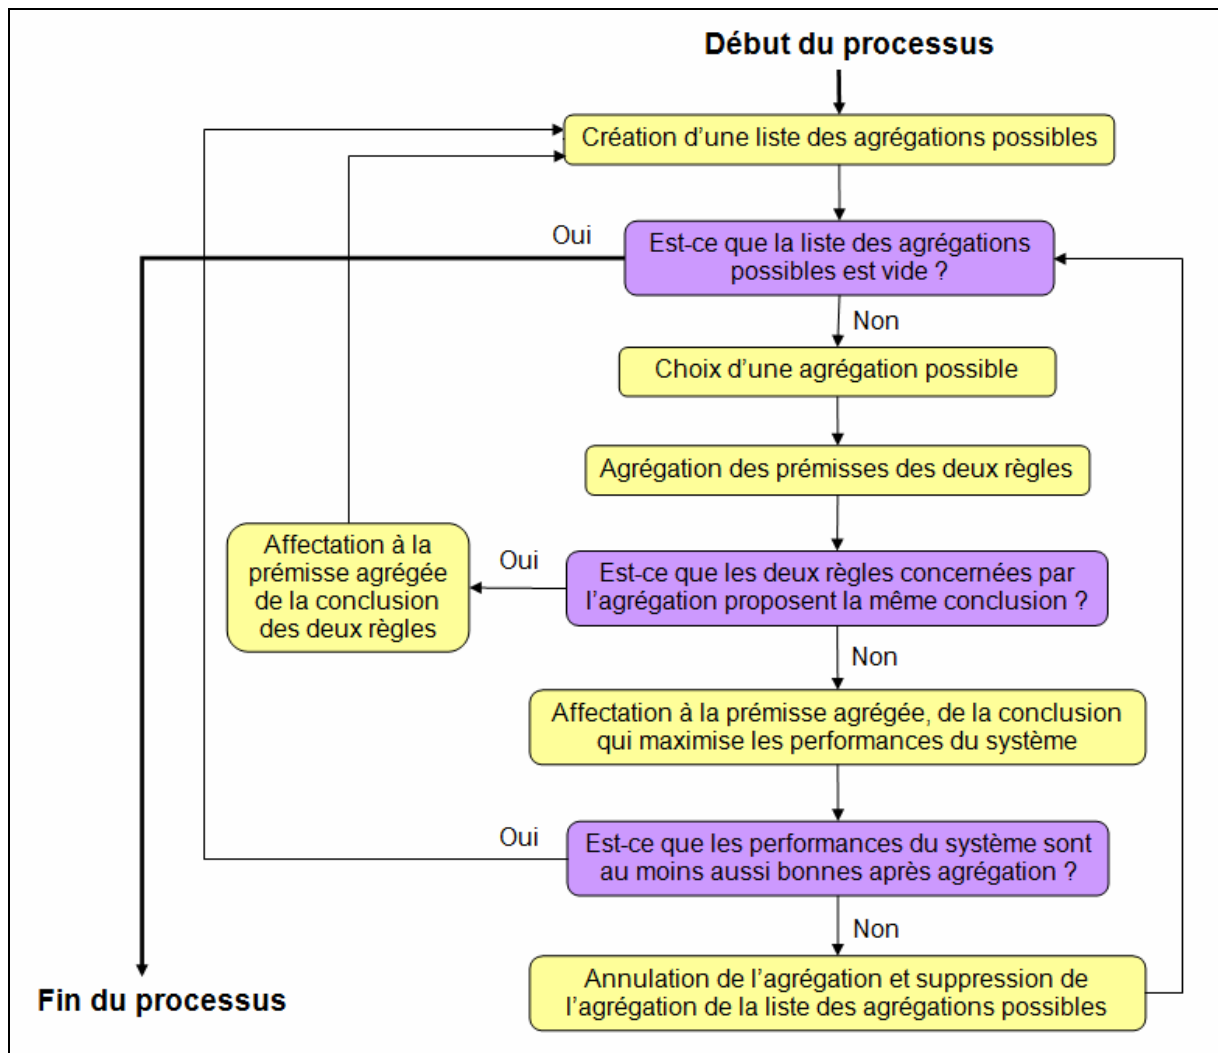 Début du processus
Création d'une liste des agrégations possibles
Oui
Est-ce que la liste des agrégations
possibles est vide ?
Non
Choix d'une agrégation possible
Agrégation des prémisses des deux règles
Affectation à la
prémisse agrégée
de la conclusion
des deux règles
Oui
Est-ce que les deux règles concernées par
l'agrégation proposent la même conclusion ?
Non
Affectation à la prémisse agrégée, de la conclusion
qui maximise les performances du système
Oui
Est-ce que les performances du système sont
au moins aussi bonnes après agrégation ?
Non
Annulation de l'agrégation et suppression de
l'agrégation de la liste des agrégations possibles
Fin du processus